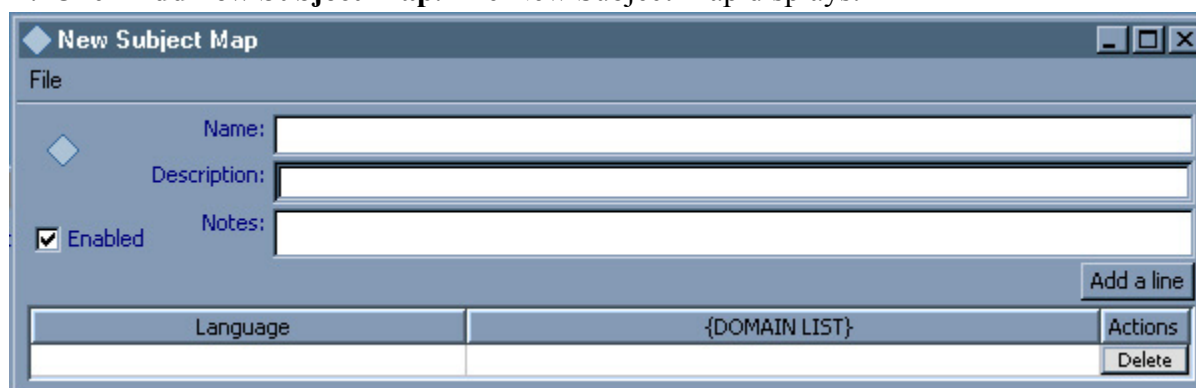 New Subject Map
File
Name:
Description:
Enabled Notes:
Add a line
Language {DOMAIN LIST} Actions
Delete